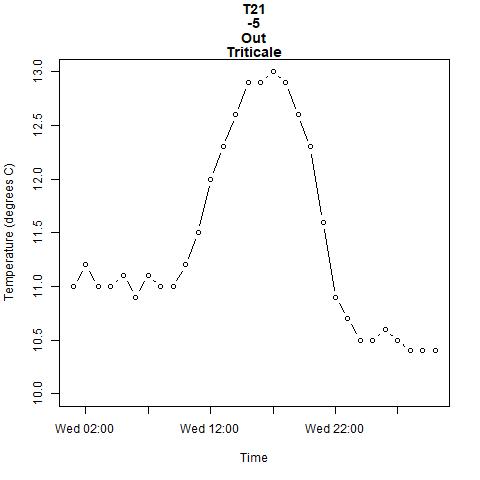 T21
-5
Out
Triticale
Temperature (degrees C)
13.0
12.5
12.0
11.5
11.0
10.5
10.0
Wed 02:00 Wed 12:00 Wed 22:00
Time